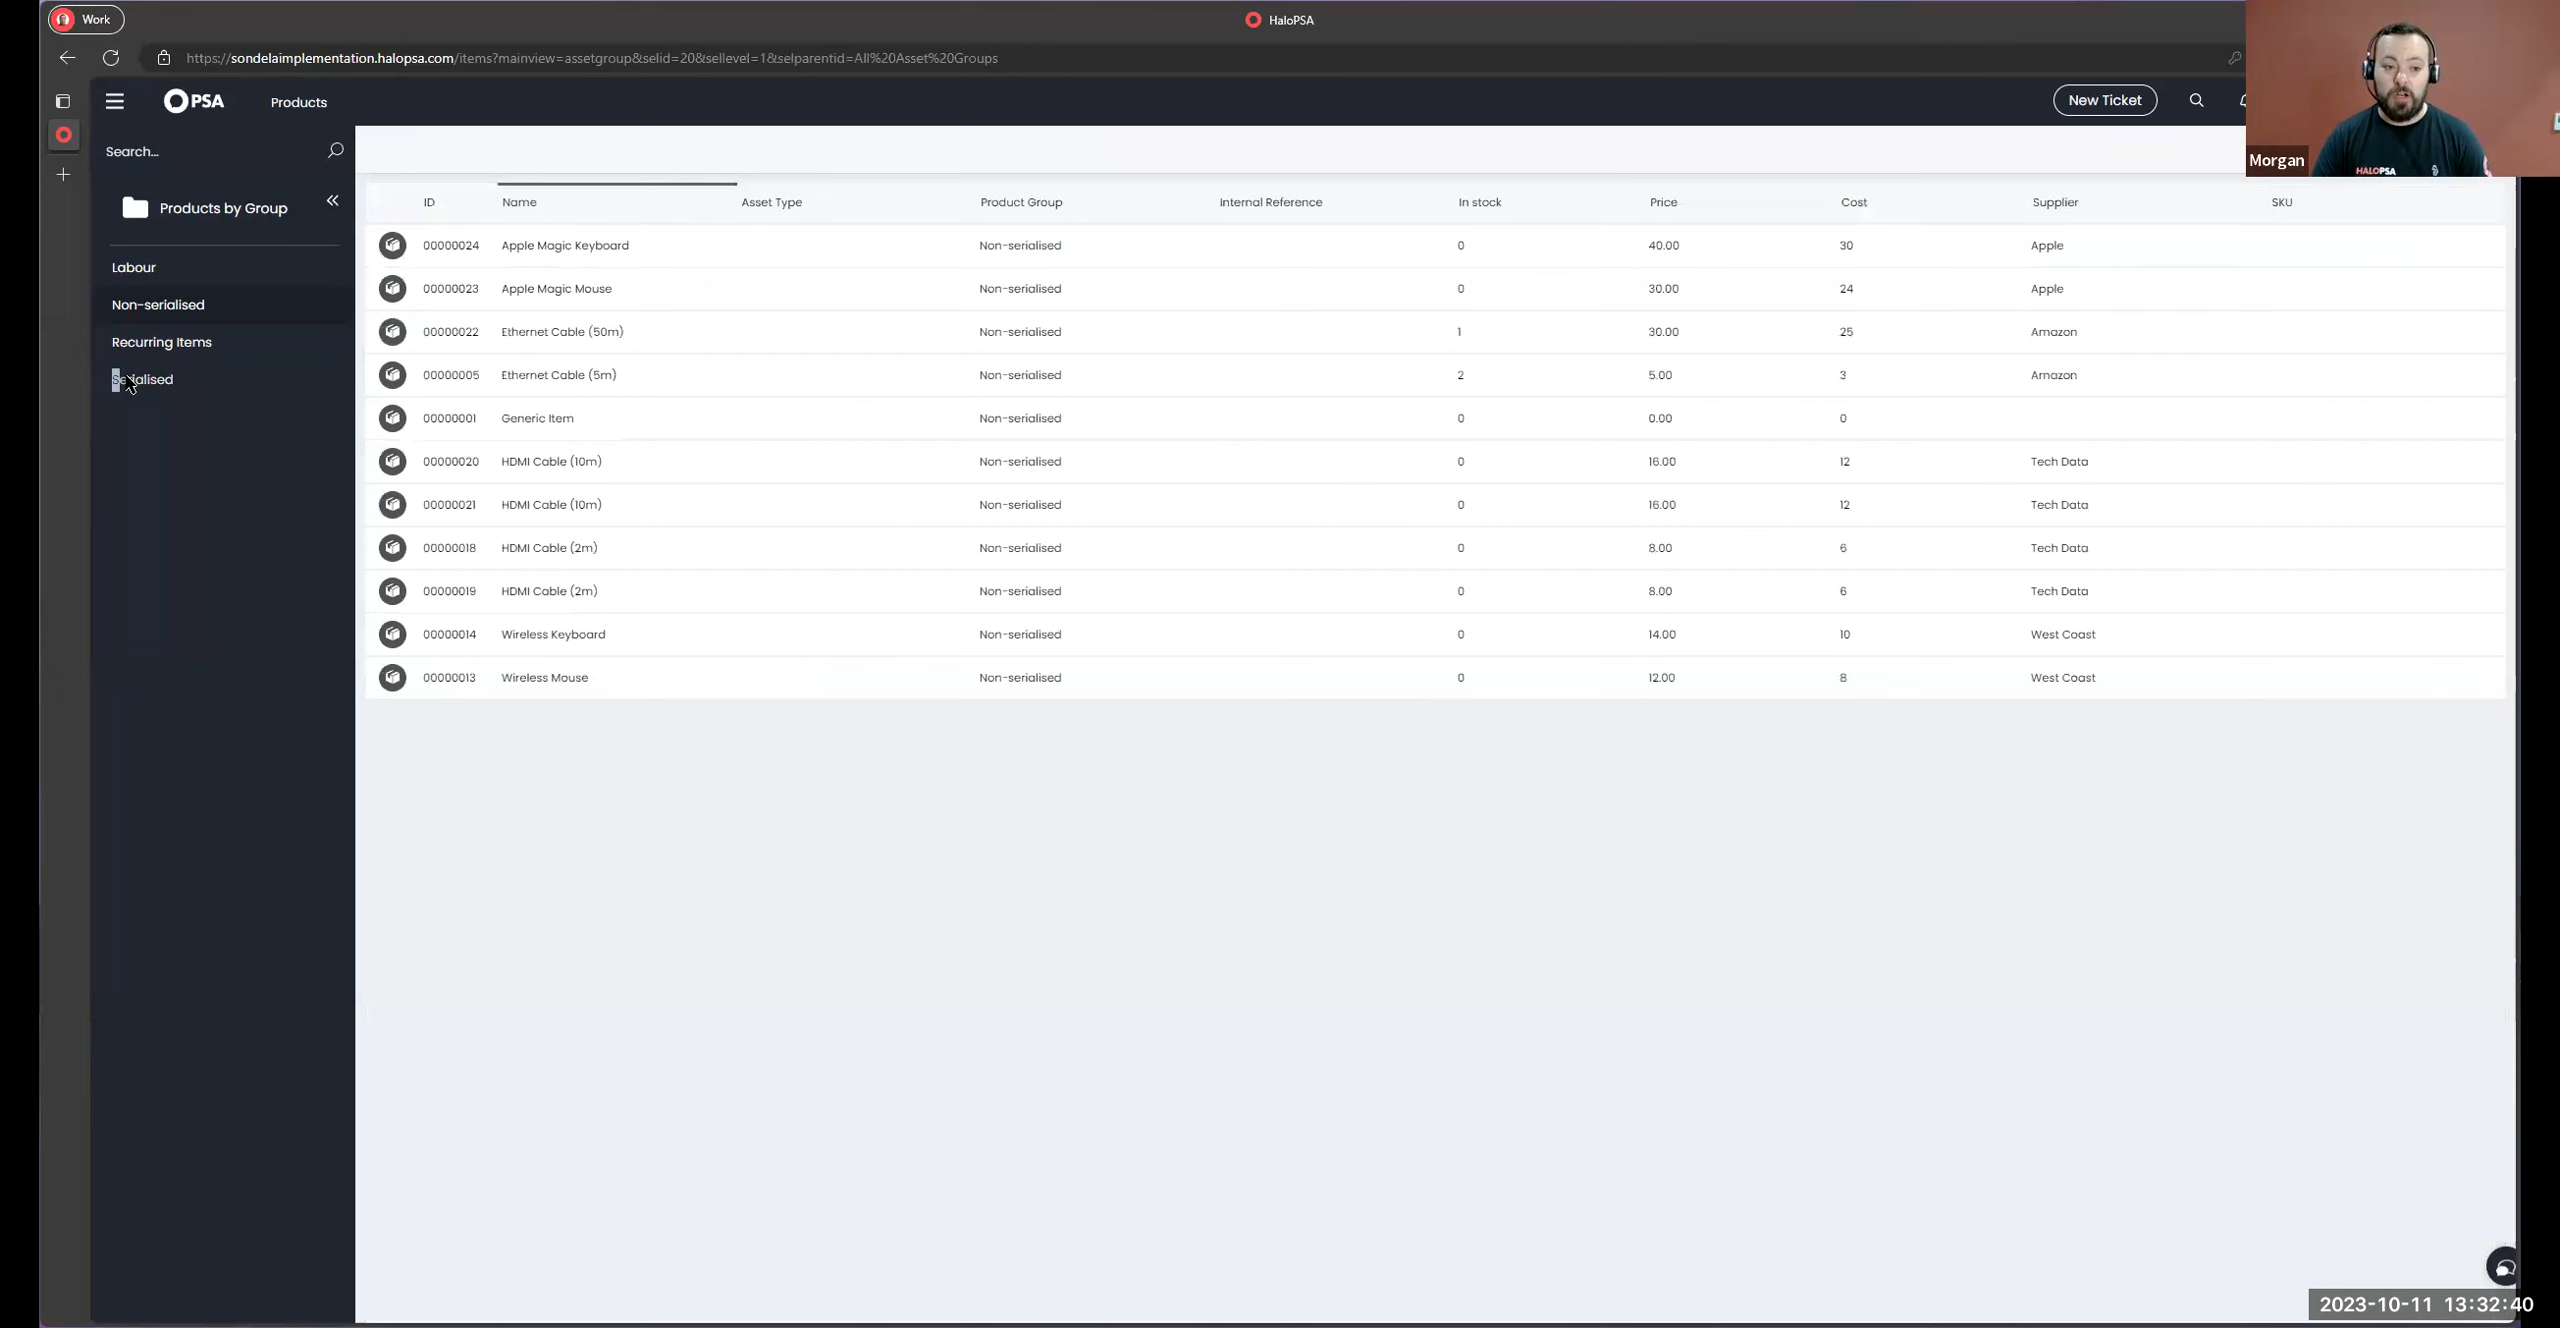 Work
HaloPSA
https://sondelaimplementation.halopsa.com/items?mainview=assetgroup&selid=20&sellevel=1&selparentid=All%20Asset%20Groups
PSA
Products
New Ticket
Morgan
HALOPSA
Search...
Products by Group
Labour
Non-serialised
Recurring Items
Serialised
ID Name Asset Type Product Group Internal Reference In stock Price Cost Supplier SKU
00000024 Apple Magic Keyboard Non-serialised 0 40.00 30 Apple
00000023 Apple Magic Mouse Non-serialised 0 30.00 24 Apple
00000022 Ethernet Cable (50m) Non-serialised 1 30.00 25 Amazon
00000005 Ethernet Cable (5m) Non-serialised 2 5.00 3 Amazon
00000001 Generic Item Non-serialised 0 0.00 0
00000020 HDMI Cable (10m) Non-serialised 0 16.00 12 Tech Data
00000021 HDMI Cable (10m) Non-serialised 0 16.00 12 Tech Data
00000018 HDMI Cable (2m) Non-serialised 0 8.00 6 Tech Data
00000019 HDMI Cable (2m) Non-serialised 0 8.00 6 Tech Data
00000014 Wireless Keyboard Non-serialised 0 14.00 10 West Coast
00000013 Wireless Mouse Non-serialised 0 12.00 8 West Coast
2023-10-11 13:32:40